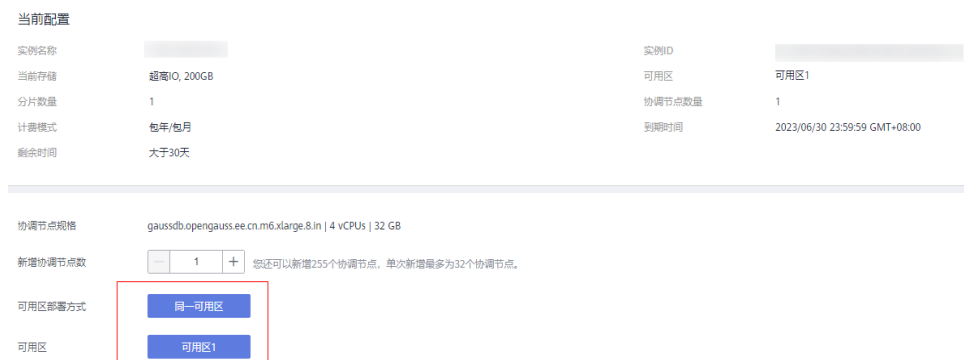 当前配置
实例名称 实例ID
当前存储 超高IO, 200GB 可用区 可用区1
分片数量 1 协调节点数量 1
计费模式 包年/包月 到期时间 2023/06/30 23:59:59 GMT+08:00
剩余时间 大于30天
协调节点规格 gaussdb.opengauss.ee.cn.m6.xlarge.8.in | 4 vCPUs | 32 GB
新增协调节点数 — 1 + 您还可以新增255个协调节点，单次新增最多为32个协调节点。
可用区部署方式 同一可用区
可用区 可用区1